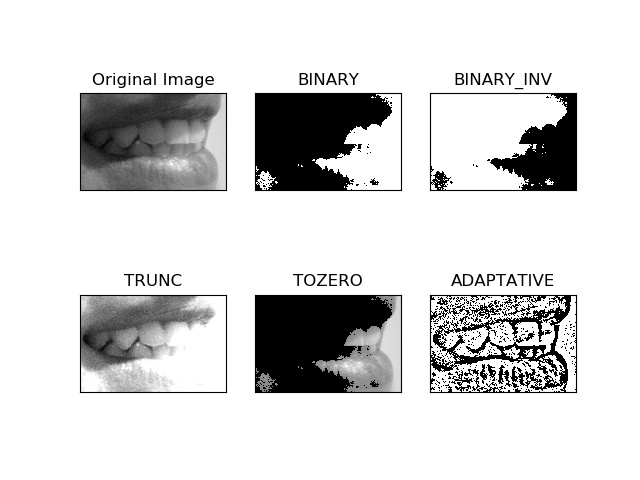 Original Image
BINARY
BINARY_INV
TRUNC
TOZERO
ADAPTATIVE